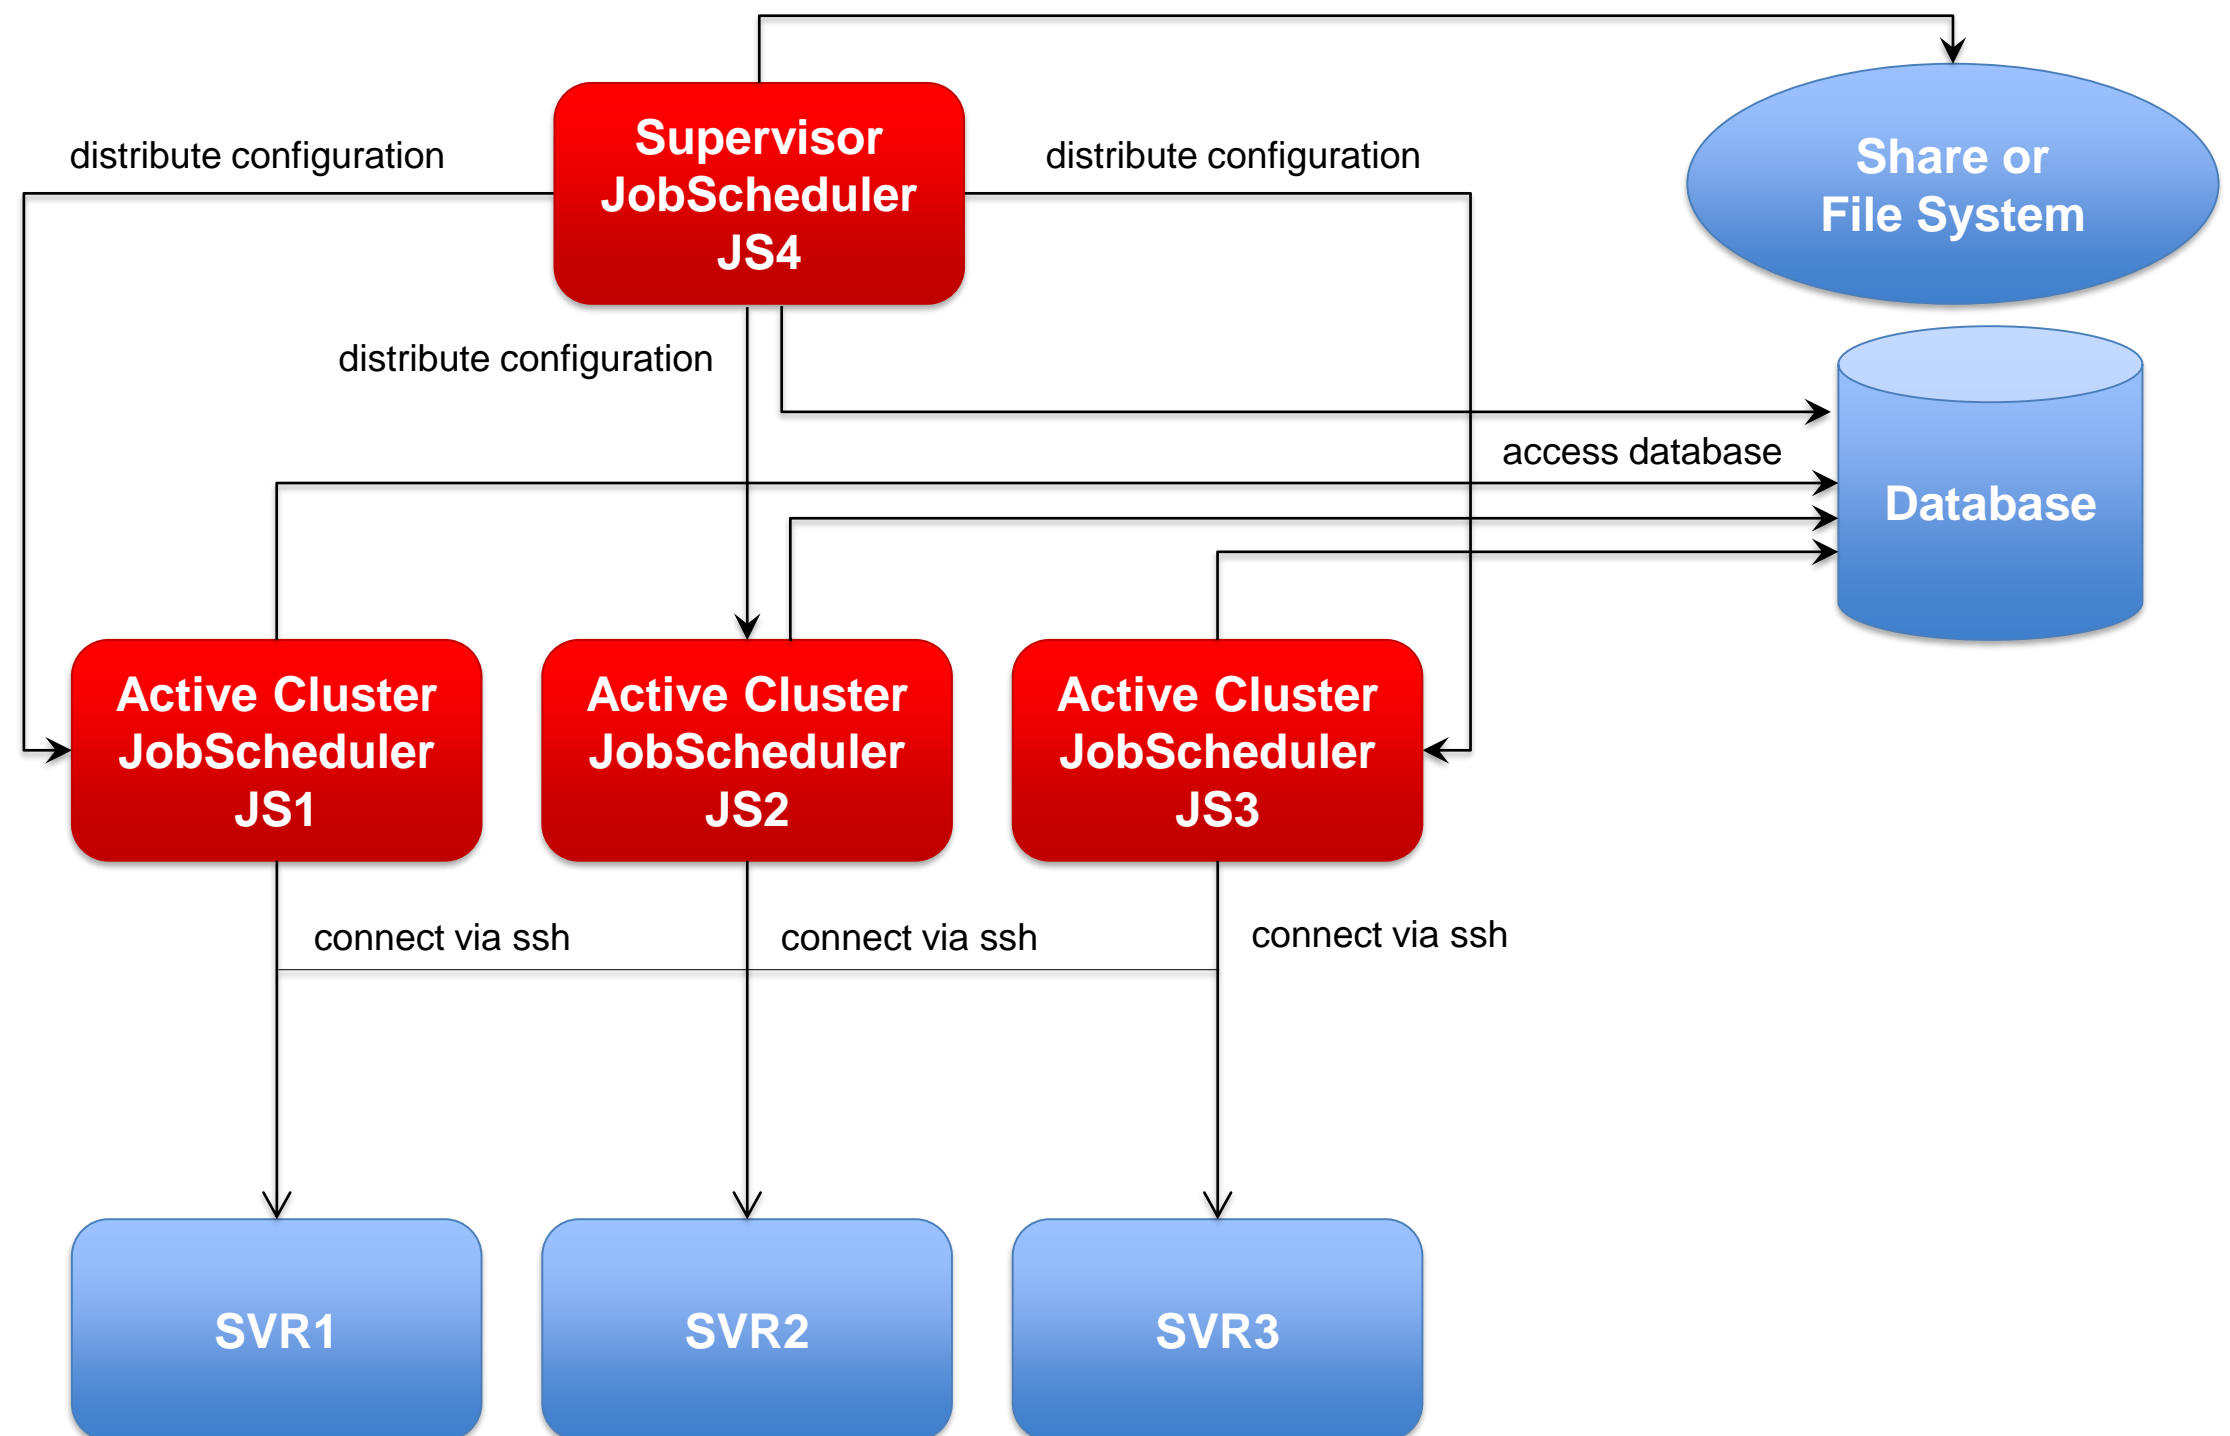 distribute configuration
Supervisor
JobScheduler
JS4
distribute configuration
Share or
File System
distribute configuration
access database
Database
Active Cluster
JobScheduler
JS1
Active Cluster
JobScheduler
JS2
Active Cluster
JobScheduler
JS3
connect via ssh
connect via ssh
connect via ssh
SVR1
SVR2
SVR3